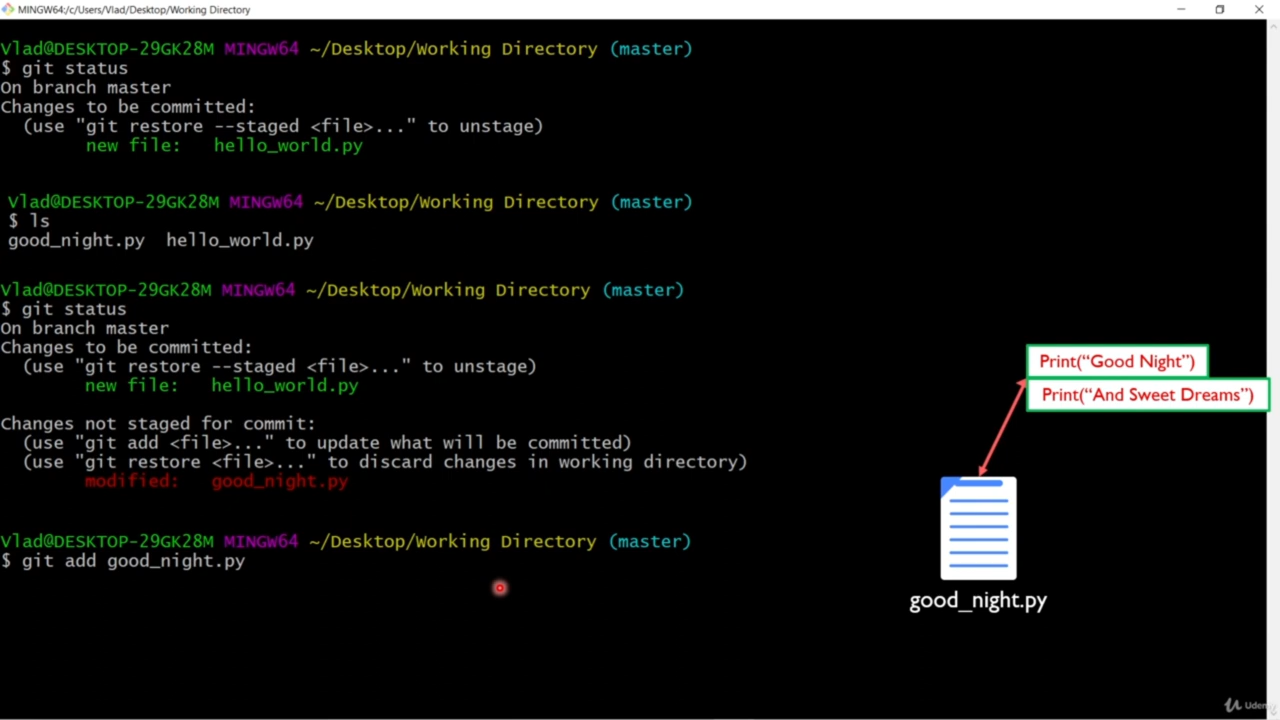 MINGW64:/c/Users/Vlad/Desktop/Working Directory
Vlad@DESKTOP-29GK28M MINGW64 ~/Desktop/Working Directory (master)
$ git status
On branch master
Changes to be committed:
  (use "git restore --staged <file>..." to unstage)
        new file:   hello_world.py
Vlad@DESKTOP-29GK28M MINGW64 ~/Desktop/Working Directory (master)
$ ls
good_night.py  hello_world.py
Vlad@DESKTOP-29GK28M MINGW64 ~/Desktop/Working Directory (master)
$ git status
On branch master
Changes to be committed:
  (use "git restore --staged <file>..." to unstage)
        new file:   hello_world.py
Changes not staged for commit:
  (use "git add <file>..." to update what will be committed)
  (use "git restore <file>..." to discard changes in working directory)
        modified:   good_night.py
Vlad@DESKTOP-29GK28M MINGW64 ~/Desktop/Working Directory (master)
$ git add good_night.py
Print(“Good Night”)
Print(“And Sweet Dreams”)
good_night.py